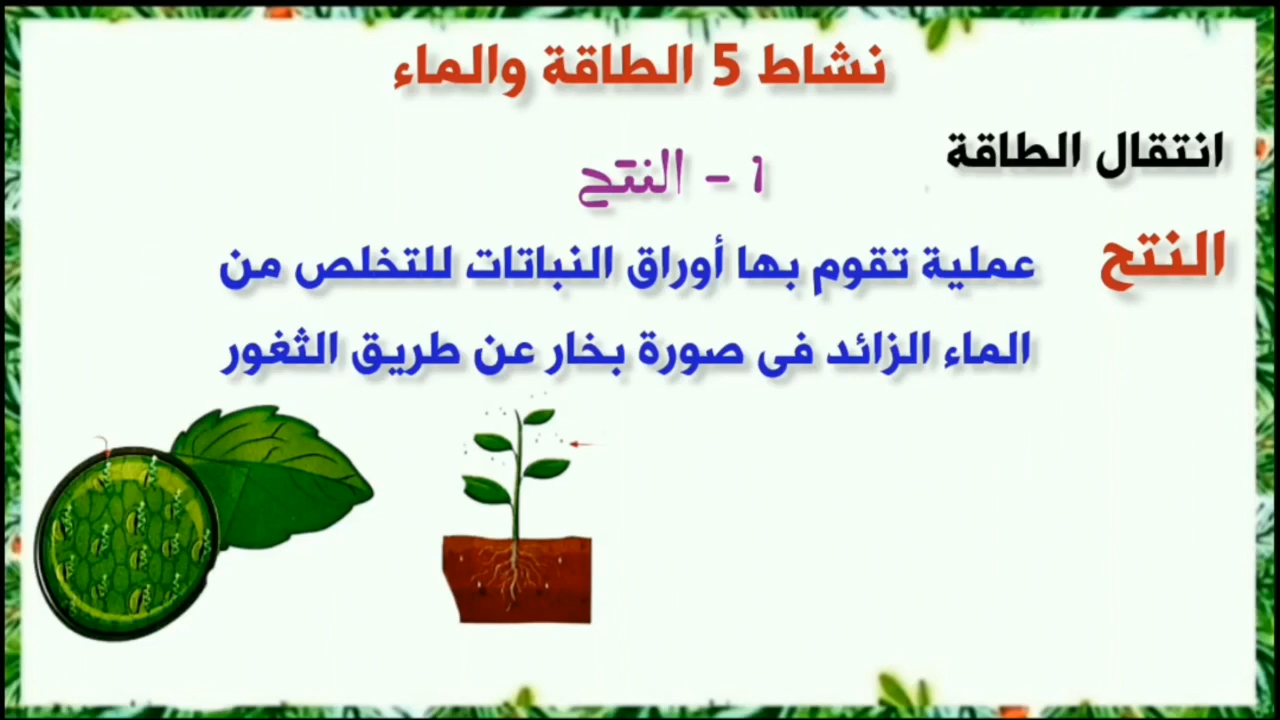 نشاط 5 الطاقة والماء
انتقال الطاقة
1 - النتح
النتح عملية تقوم بها أوراق النباتات للتخلص من
الماء الزائد فى صورة بخار عن طريق الثغور